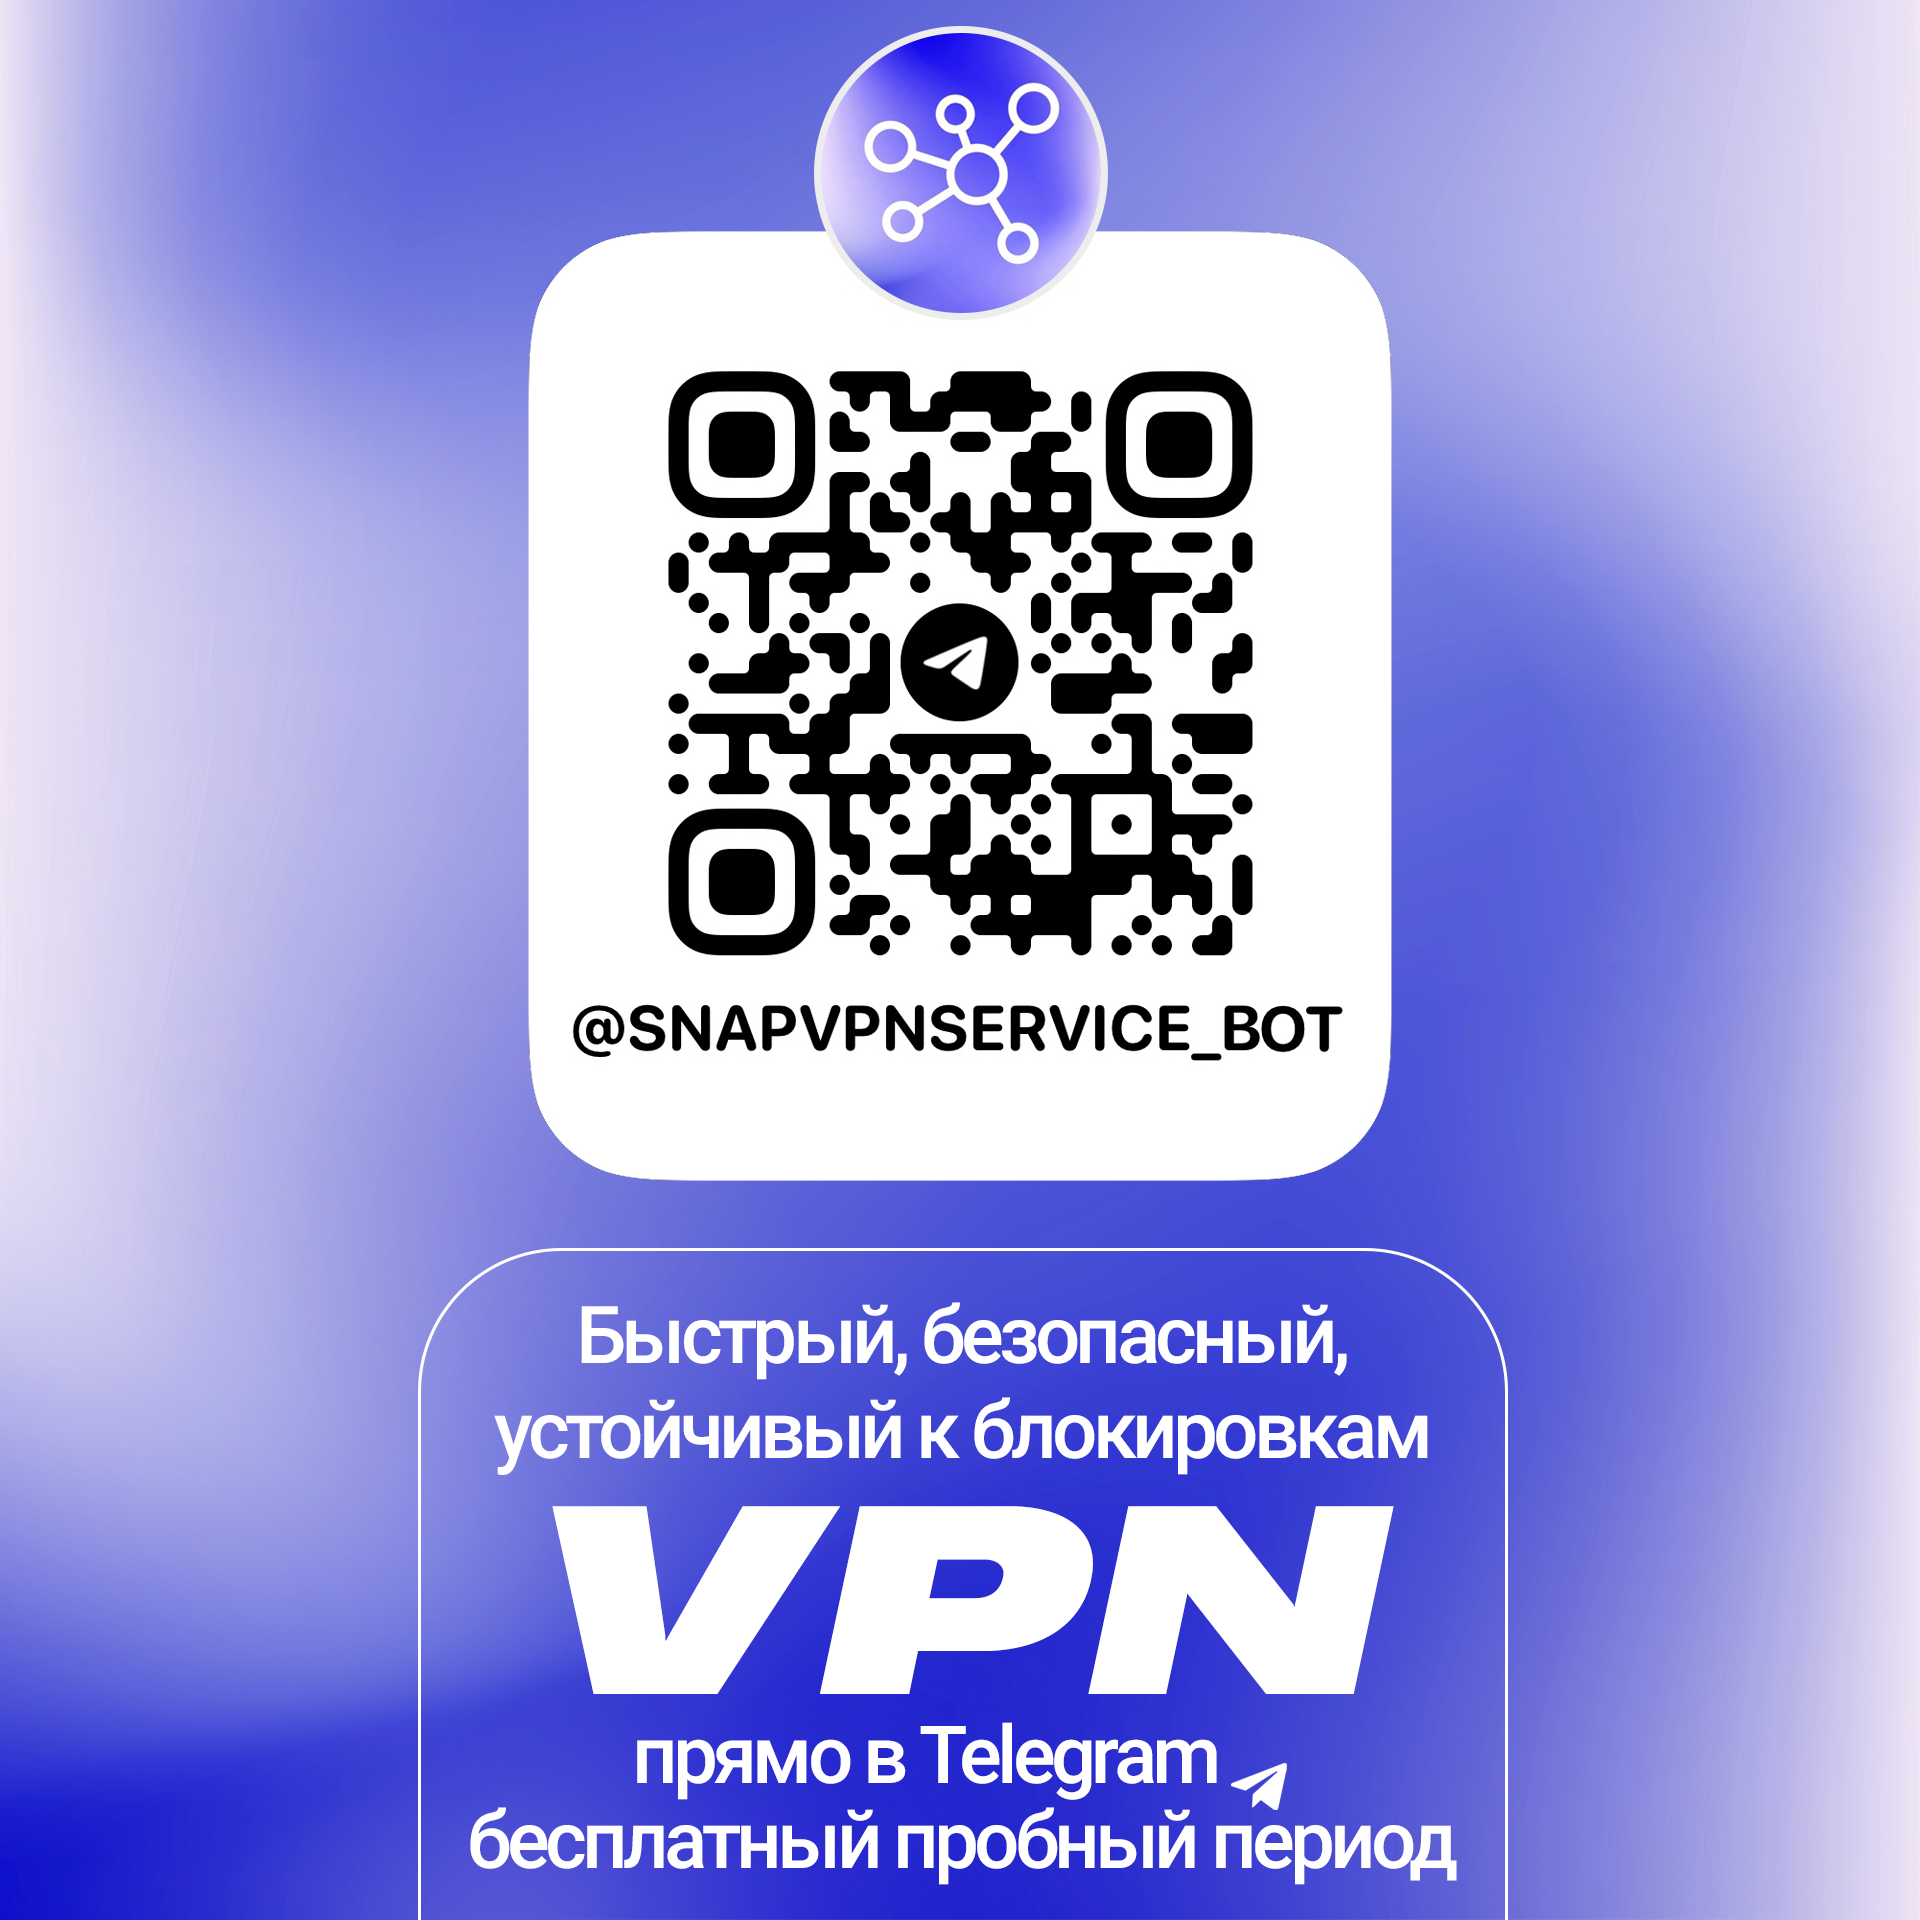 @SNAPVPNSERVICE_BOT
Быстрый, безопасный,
устойчивый к блокировкам
VPN
прямо в Telegram
бесплатный пробный период